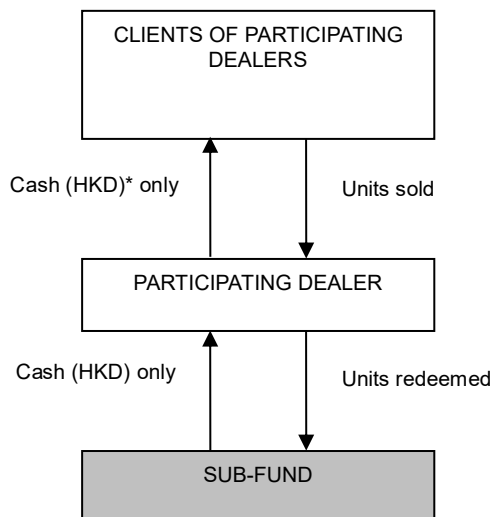 CLIENTS OF PARTICIPATING
DEALERS
Cash (HKD)* only
Units sold
PARTICIPATING DEALER
Cash (HKD) only
Units redeemed
SUB-FUND